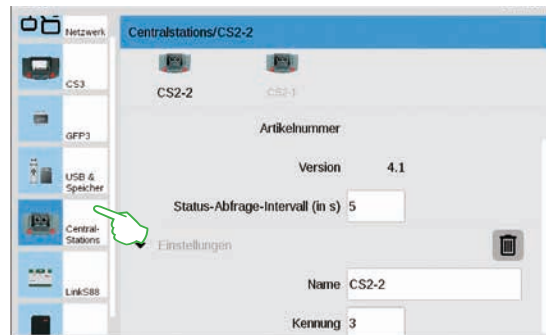 Netzwerk
CS3
GFP3
USB &
Speicher
Central-
Stations
LinkS88
Centralstations/CS2-2
CS2-2
CS2-1
Artikelnummer
Version 4.1
Status-Abfrage-Intervall (in s) 5
Einstellungen
Name CS2-2
Kennung 3